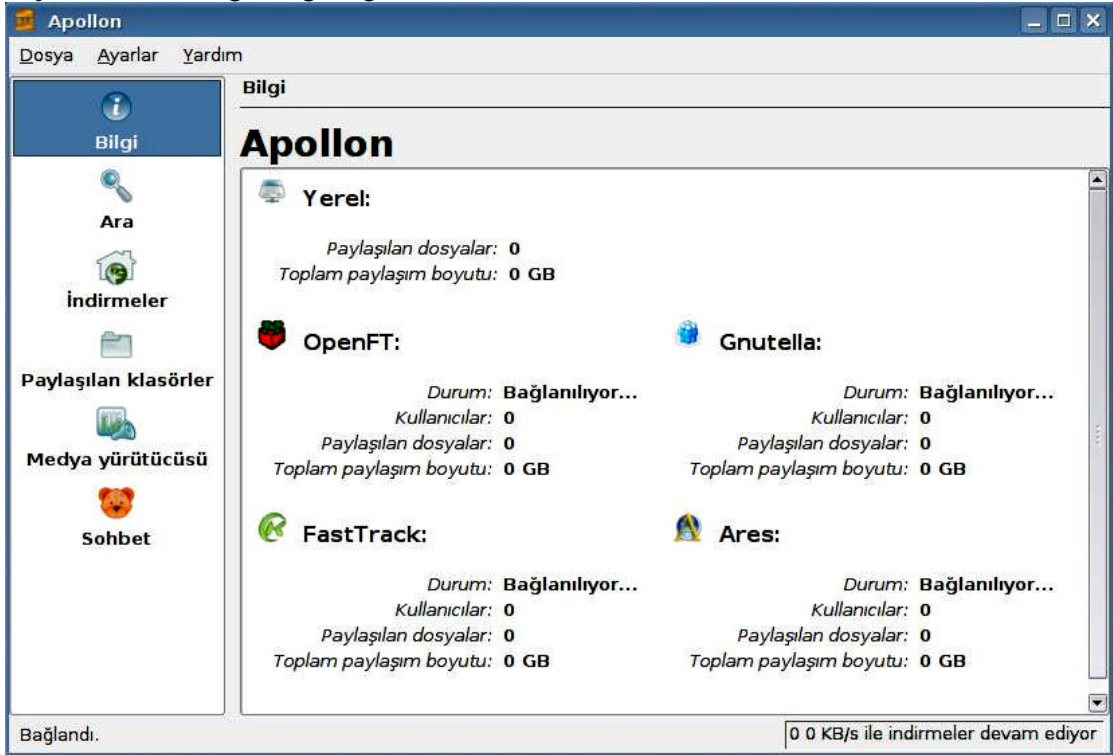 Apollon
Dosya Ayarlar Yardım
Bilgi
Ara
İndirmeler
Paylaşılan klasörler
Medya yürütücüsü
Sohbet
Bilgi
Apollon
Yerel:
Paylaşılan dosyalar: 0
Toplam paylaşım boyutu: 0 GB
OpenFT:
Durum: Bağlanılıyor...
Kullanıcılar: 0
Paylaşılan dosyalar: 0
Toplam paylaşım boyutu: 0 GB
Gnutella:
Durum: Bağlanılıyor...
Kullanıcılar: 0
Paylaşılan dosyalar: 0
Toplam paylaşım boyutu: 0 GB
FastTrack:
Durum: Bağlanılıyor...
Kullanıcılar: 0
Paylaşılan dosyalar: 0
Toplam paylaşım boyutu: 0 GB
Ares:
Durum: Bağlanılıyor...
Kullanıcılar: 0
Paylaşılan dosyalar: 0
Toplam paylaşım boyutu: 0 GB
Bağlandı.
0 0 KB/s ile indirmeler devam ediyor